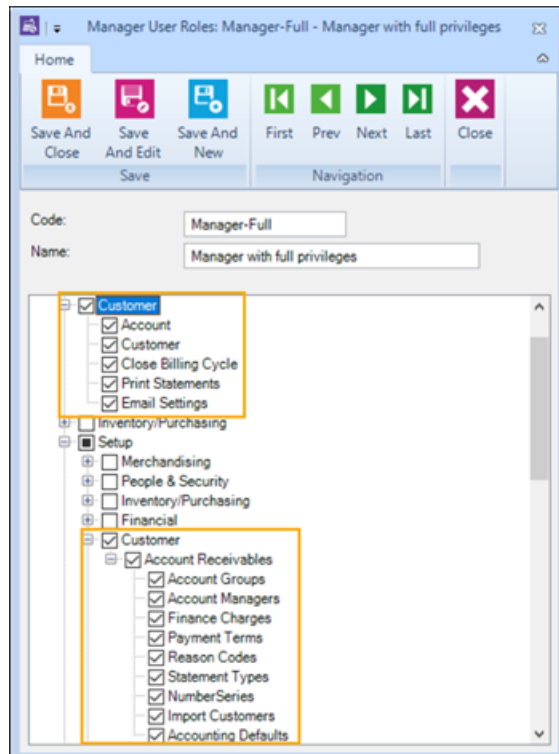 Manager User Roles: Manager-Full - Manager with full privileges
Home
Save And Close
Save And Edit
Save And New
First
Prev
Next
Last
Close
Save
Navigation
Code:
Manager-Full
Name:
Manager with full privileges
Customer
Account
Customer
Close Billing Cycle
Print Statements
Email Settings
Inventory/Purchasing
Setup
Merchandising
People & Security
Inventory/Purchasing
Financial
Customer
Account Receivables
Account Groups
Account Managers
Finance Charges
Payment Terms
Reason Codes
Statement Types
NumberSeries
Import Customers
Accounting Defaults